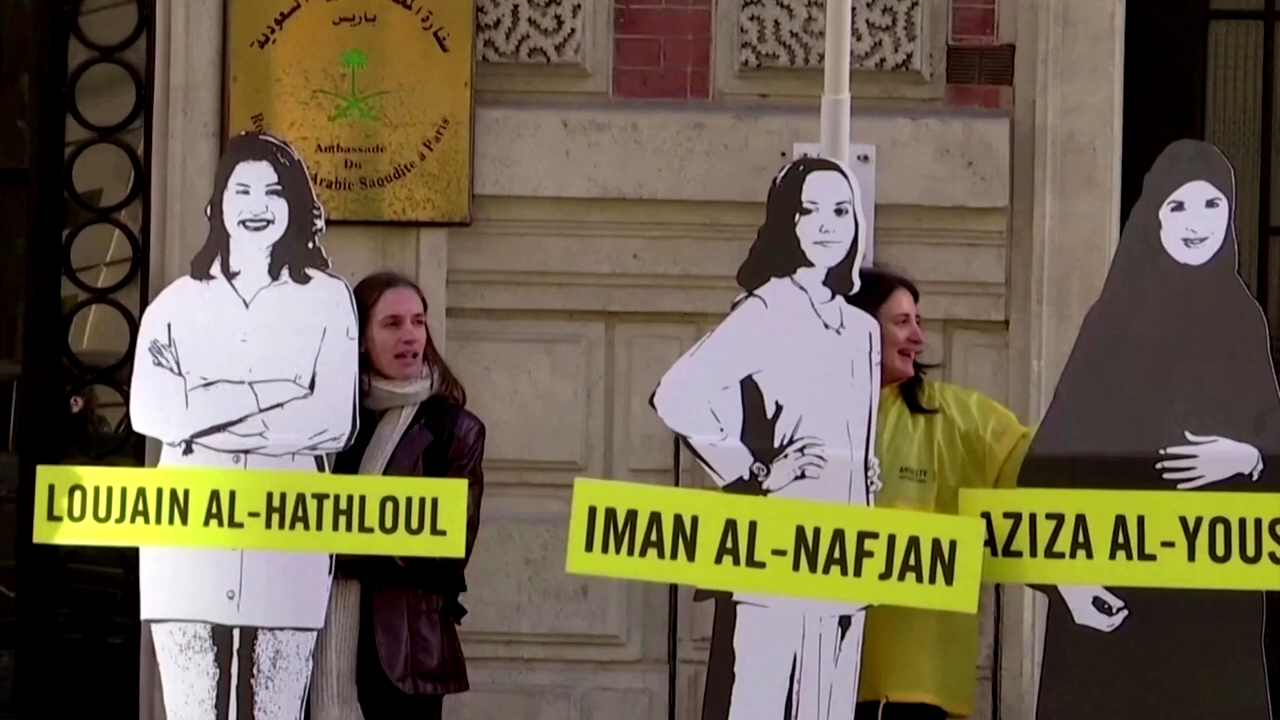 باريس
Ambassade
Du
Arabie Saoudite à Paris
LOUJAIN AL-HATHLOUL
IMAN AL-NAFJAN
AZIZA AL-YOUS